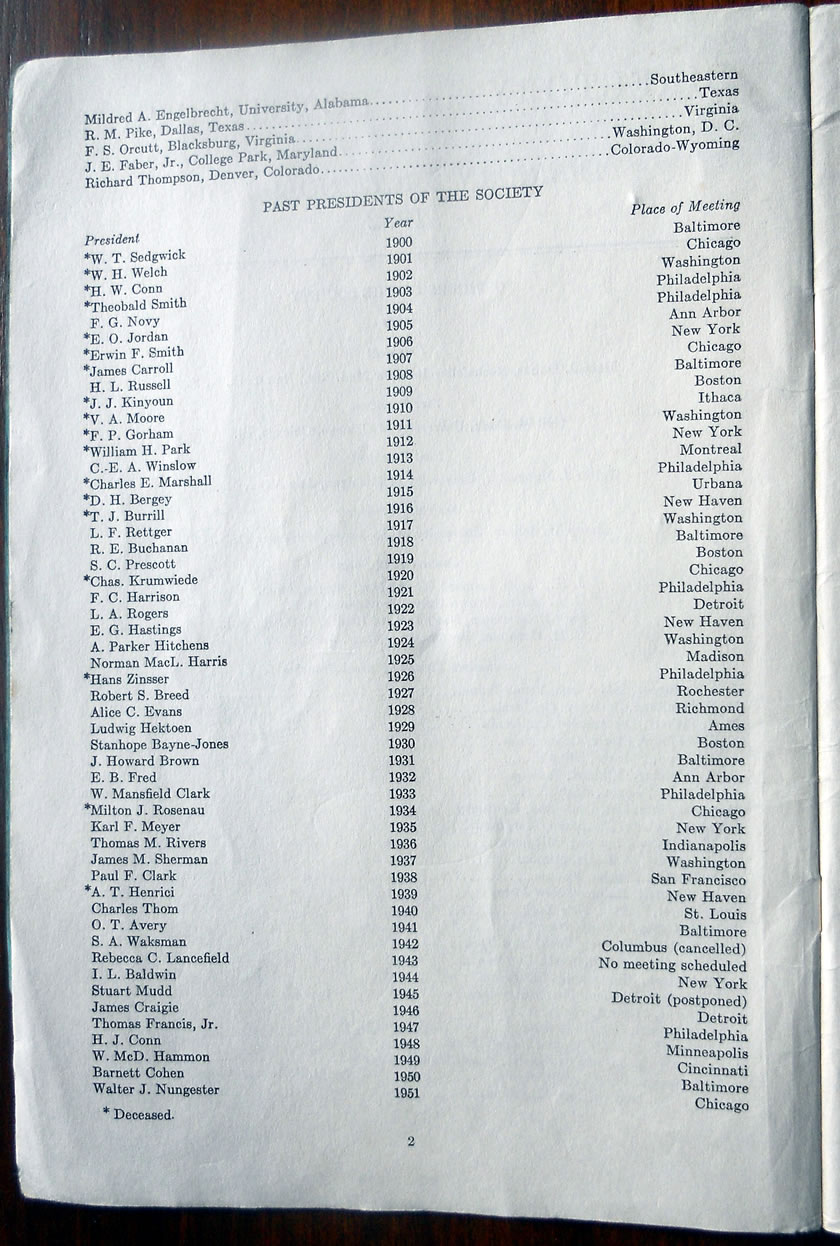 Mildred A. Engelbrecht, University, Alabama........Southeastern
R. M. Pike, Dallas, Texas........Texas
F. S. Orcutt, Blacksburg, Virginia........Virginia
J. E. Faber, Jr., College Park, Maryland........Washington, D. C.
Richard Thompson, Denver, Colorado........Colorado-Wyoming
PAST PRESIDENTS OF THE SOCIETY
President Year Place of Meeting
*W. T. Sedgwick 1900 Baltimore
*W. H. Welch 1901 Chicago
*H. W. Conn 1902 Washington
*Theobald Smith 1903 Philadelphia
F. G. Novy 1904 Philadelphia
*E. O. Jordan 1905 Ann Arbor
*Erwin F. Smith 1906 New York
*James Carroll 1907 Chicago
H. L. Russell 1908 Baltimore
*J. J. Kinyoun 1909 Boston
*V. A. Moore 1910 Ithaca
*F. P. Gorham 1911 Washington
*William H. Park 1912 New York
C.-E. A. Winslow 1913 Montreal
*Charles E. Marshall 1914 Philadelphia
*D. H. Bergey 1915 Urbana
*T. J. Burrill 1916 New Haven
L. F. Rettger 1917 Washington
R. E. Buchanan 1918 Baltimore
S. C. Prescott 1919 Boston
*Chas. Krumwiede 1920 Chicago
F. C. Harrison 1921 Philadelphia
L. A. Rogers 1922 Detroit
E. G. Hastings 1923 New Haven
A. Parker Hitchens 1924 Washington
Norman MacL. Harris 1925 Madison
*Hans Zinsser 1926 Philadelphia
Robert S. Breed 1927 Rochester
Alice C. Evans 1928 Richmond
Ludwig Hektoen 1929 Ames
Stanhope Bayne-Jones 1930 Boston
J. Howard Brown 1931 Baltimore
E. B. Fred 1932 Ann Arbor
W. Mansfield Clark 1933 Philadelphia
*Milton J. Rosenau 1934 Chicago
Karl F. Meyer 1935 New York
Thomas M. Rivers 1936 Indianapolis
James M. Sherman 1937 Washington
Paul F. Clark 1938 San Francisco
*A. T. Henrici 1939 New Haven
Charles Thom 1940 St. Louis
O. T. Avery 1941 Baltimore
S. A. Waksman 1942 Columbus (cancelled)
Rebecca C. Lancefield 1943 No meeting scheduled
I. L. Baldwin 1944 New York
Stuart Mudd 1945 Detroit (postponed)
James Craigie 1946 Detroit
Thomas Francis, Jr. 1947 Philadelphia
H. J. Conn 1948 Minneapolis
W. McD. Hammon 1949 Cincinnati
Barnett Cohen 1950 Baltimore
Walter J. Nungester 1951 Chicago
* Deceased.
2